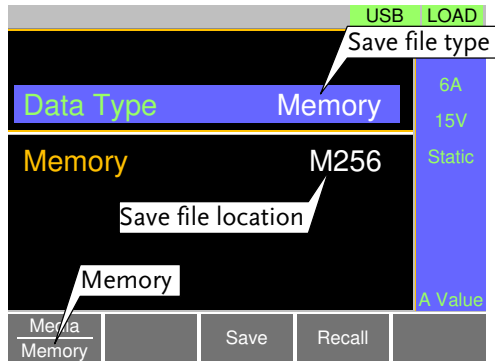 USB LOAD
Save file type
Data Type Memory
6A
15V
Memory M256
Static
Save file location
Memory
A Value
Media
Memory
Save
Recall